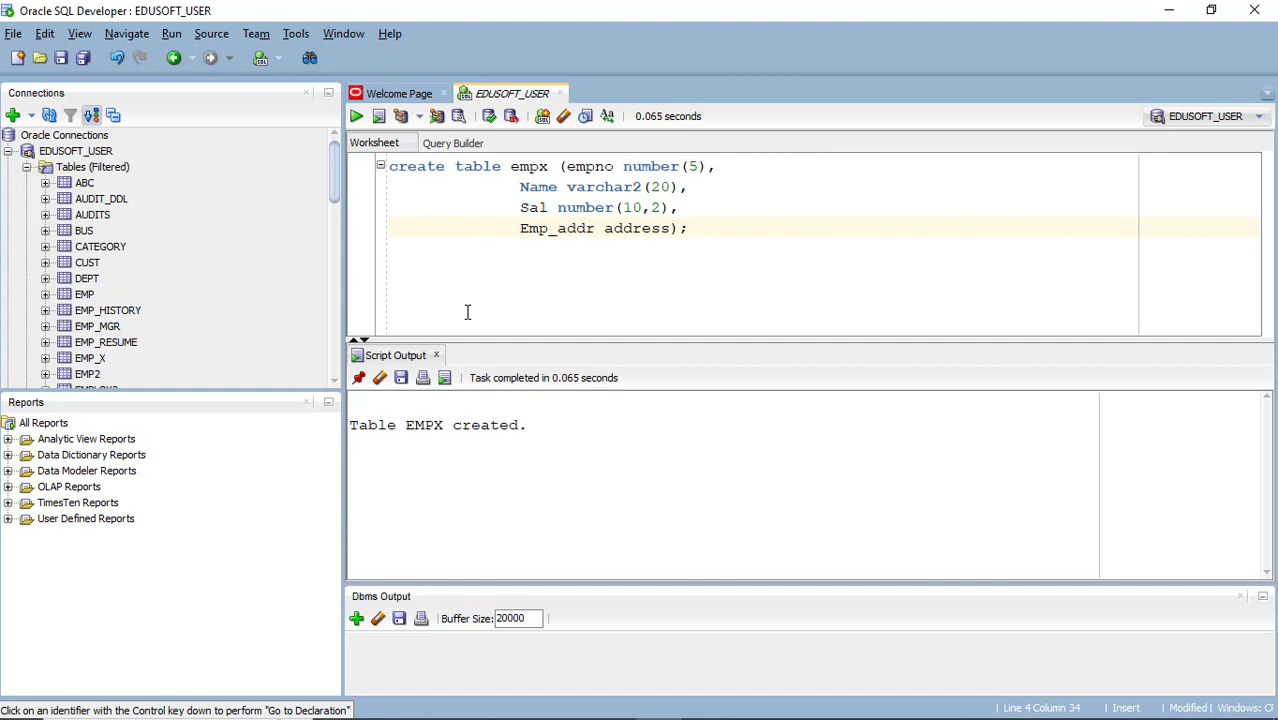 Oracle SQL Developer: EDUSOFT_USER
File Edit View Navigate Run Source Team Tools Window Help
Connections
Oracle Connections
EDUSOFT_USER
Tables (Filtered)
ABC
AUDIT_DDL
AUDITS
BUS
CATEGORY
CUST
DEPT
EMP
EMP_HISTORY
EMP_MGR
EMP_RESUME
EMP_X
EMP2
Reports
All Reports
Analytic View Reports
Data Dictionary Reports
Data Modeler Reports
OLAP Reports
TimesTen Reports
User Defined Reports
Welcome Page EDUSOFT_USER
0.065 seconds EDUSOFT_USER
Worksheet Query Builder
create table empx (empno number(5),
Name varchar2(20),
Sal number(10,2),
Emp_addr address);
Script Output
Task completed in 0.065 seconds
Table EMPX created.
Dbms Output
Buffer Size: 20000
Click on an identifier with the Control key down to perform "Go to Declaration"
Line 4 Column 34 Insert Modified Windows: CF